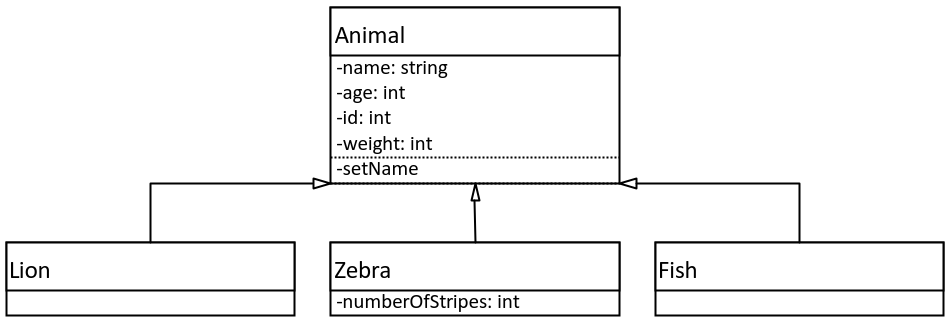 Animal
-name: string
-age: int
-id: int
-weight: int
-setName
Lion
Zebra
-numberOfStripes: int
Fish